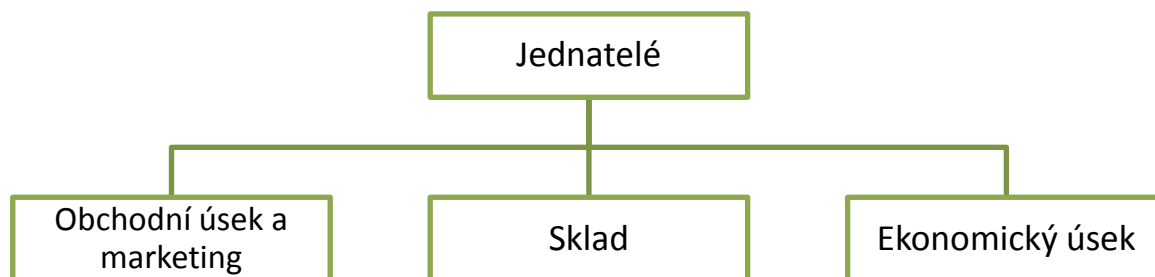 Jednatelé
Obchodní úsek a
marketing
Sklad
Ekonomický úsek